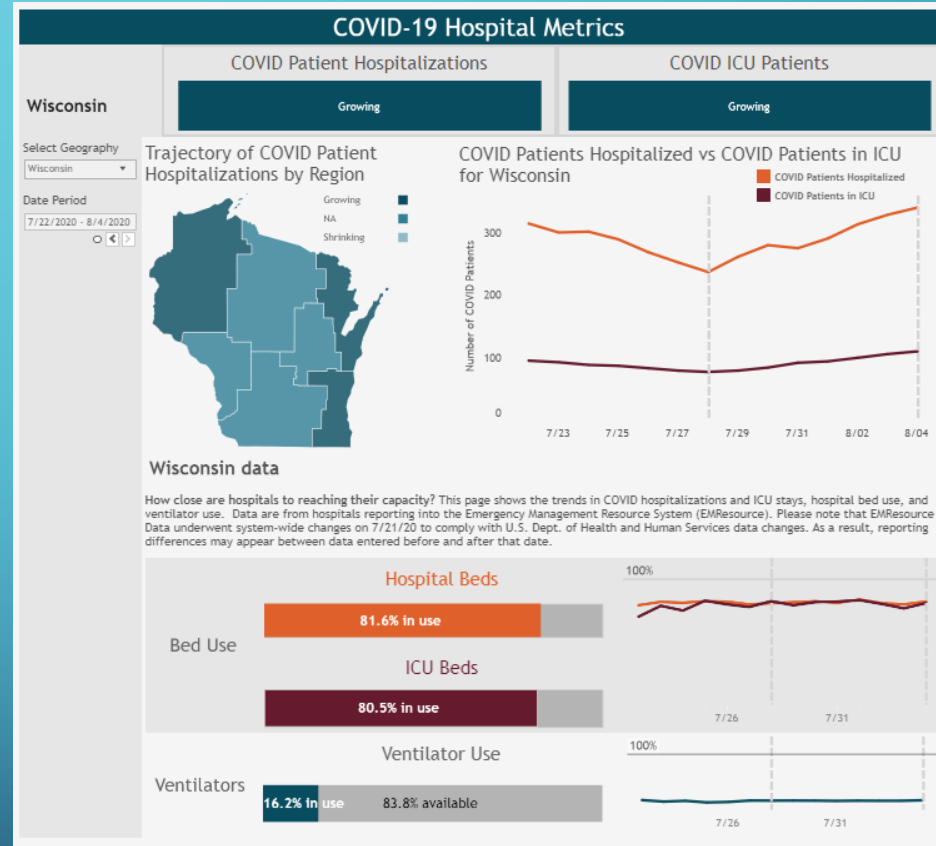 COVID-19 Hospital Metrics
COVID Patient Hospitalizations
COVID ICU Patients
Wisconsin
Growing
Growing
Select Geography
Wisconsin
Date Period
7/22/2020 - 8/4/2020
Trajectory of COVID Patient
Hospitalizations by Region
Growing
NA
Shrinking
COVID Patients Hospitalized vs COVID Patients in ICU
for Wisconsin
COVID Patients Hospitalized
COVID Patients in ICU
Number of COVID Patients
300
200
100
0
7/23 7/25 7/27 7/29 7/31 8/02 8/04
Wisconsin data
How close are hospitals to reaching their capacity? This page shows the trends in COVID hospitalizations and ICU stays, hospital bed use, and
ventilator use. Data are from hospitals reporting into the Emergency Management Resource System (EMResource). Please note that EMResource
Data underwent system-wide changes on 7/21/20 to comply with U.S. Dept. of Health and Human Services data changes. As a result, reporting
differences may appear between data entered before and after that date.
Bed Use
Hospital Beds
81.6% in use
ICU Beds
80.5% in use
100%
7/26 7/31
Ventilators
Ventilator Use
16.2% in use 83.8% available
100%
7/26 7/31